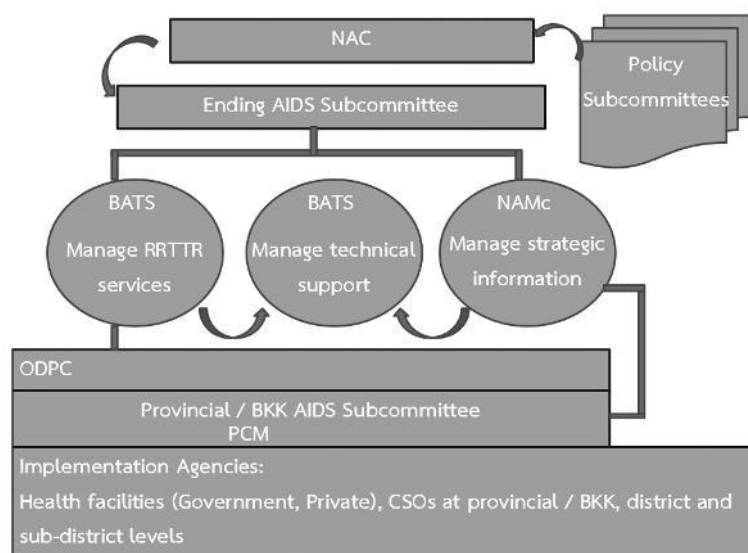 NAC
Policy
Subcommittees
Ending AIDS Subcommittee
BATS
Manage RRTTR
services
BATS
Manage technical
support
NAMc
Manage strategic
information
ODPC
Provincial / BKK AIDS Subcommittee
PCM
Implementation Agencies:
Health facilities (Government, Private), CSOs at provincial / BKK, district and
sub-district levels